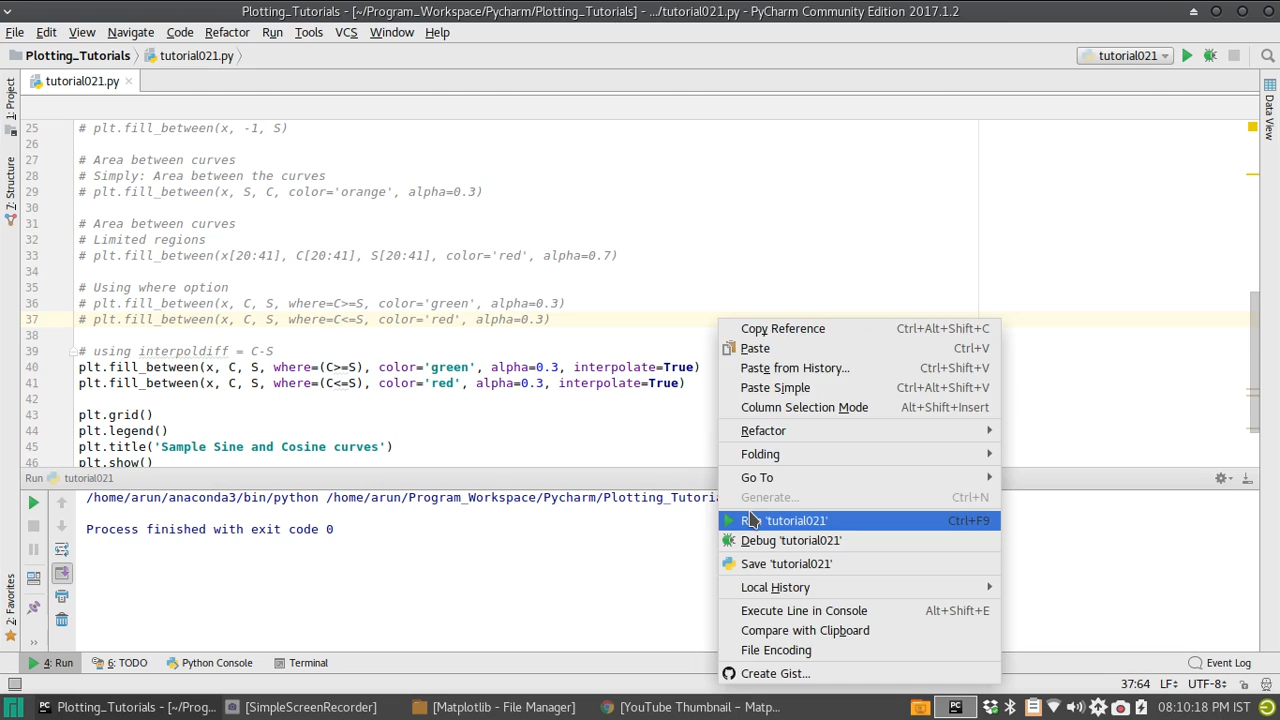 Plotting_Tutorials - [~/Program_Workspace/Pycharm/Plotting_Tutorials] - .../tutorial021.py - PyCharm Community Edition 2017.1.2
File Edit View Navigate Code Refactor Run Tools VCS Window Help
Plotting_Tutorials tutorial021.py tutorial021
tutorial021.py
1: Project
7: Structure
2: Favorites
Data View
25 # plt.fill_between(x, -1, S)
26
27 # Area between curves
28 # Simply: Area between the curves
29 # plt.fill_between(x, S, C, color='orange', alpha=0.3)
30
31 # Area between curves
32 # Limited regions
33 # plt.fill_between(x[20:41], C[20:41], S[20:41], color='red', alpha=0.7)
34
35 # Using where option
36 # plt.fill_between(x, C, S, where=C>=S, color='green', alpha=0.3)
37 # plt.fill_between(x, C, S, where=C<=S, color='red', alpha=0.3)
38
39 # using interpoldiff = C-S
40 plt.fill_between(x, C, S, where=(C>=S), color='green', alpha=0.3, interpolate=True)
41 plt.fill_between(x, C, S, where=(C<=S), color='red', alpha=0.3, interpolate=True)
42
43 plt.grid()
44 plt.legend()
45 plt.title('Sample Sine and Cosine curves')
46 plt.show()
Copy Reference Ctrl+Alt+Shift+C
Paste Ctrl+V
Paste from History...
Paste Simple Ctrl+Alt+Shift+V
Column Selection Mode Alt+Shift+Insert
Refactor
Folding
Go To
Generate... Ctrl+N
Run 'tutorial021' Ctrl+F9
Debug 'tutorial021'
Save 'tutorial021'
Local History
Execute Line in Console Alt+Shift+E
Compare with Clipboard
File Encoding
Create Gist...
Run tutorial021
/home/arun/anaconda3/bin/python /home/arun/Program_Workspace/Pycharm/Plotting_Tutoria
Process finished with exit code 0
4: Run 6: TODO Python Console Terminal Event Log
37:64 LF UTF-8
Plotting_Tutorials - [~/Prog... [SimpleScreenRecorder] [Matplotlib - File Manager] [YouTube Thumbnail – Matp... 08:10:18 PM IST